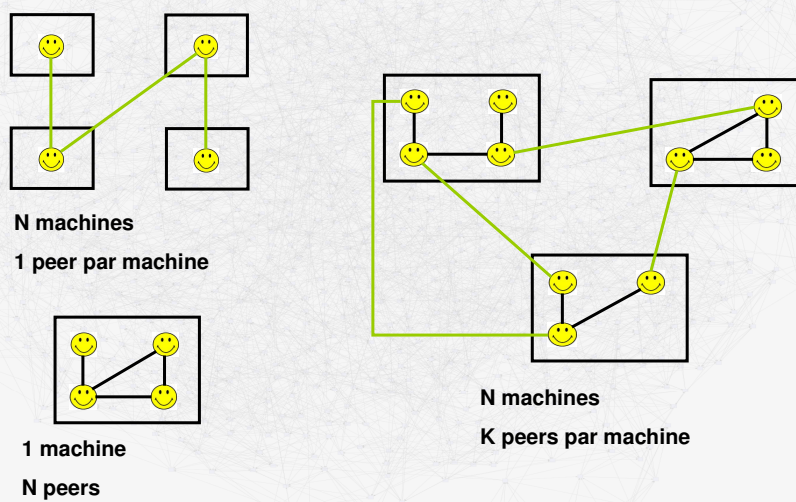 N machines
1 peer par machine
1 machine
N peers
N machines
K peers par machine